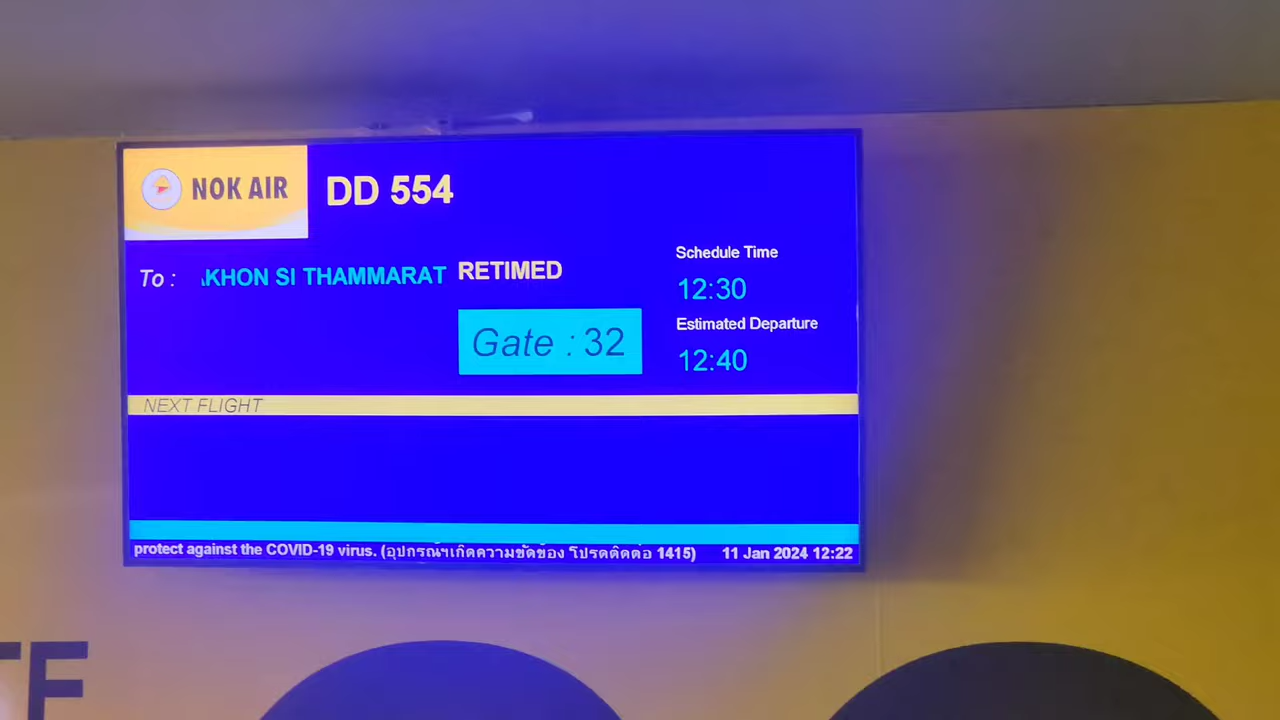 NOK AIR
DD 554
To : AKHON SI THAMMARAT
RETIMED
Schedule Time
12:30
Gate : 32
Estimated Departure
12:40
NEXT FLIGHT
protect against the COVID-19 virus. (อุปกรณ์ฯเกิดความขัดข้อง โปรดติดต่อ 1415) 11 Jan 2024 12:22